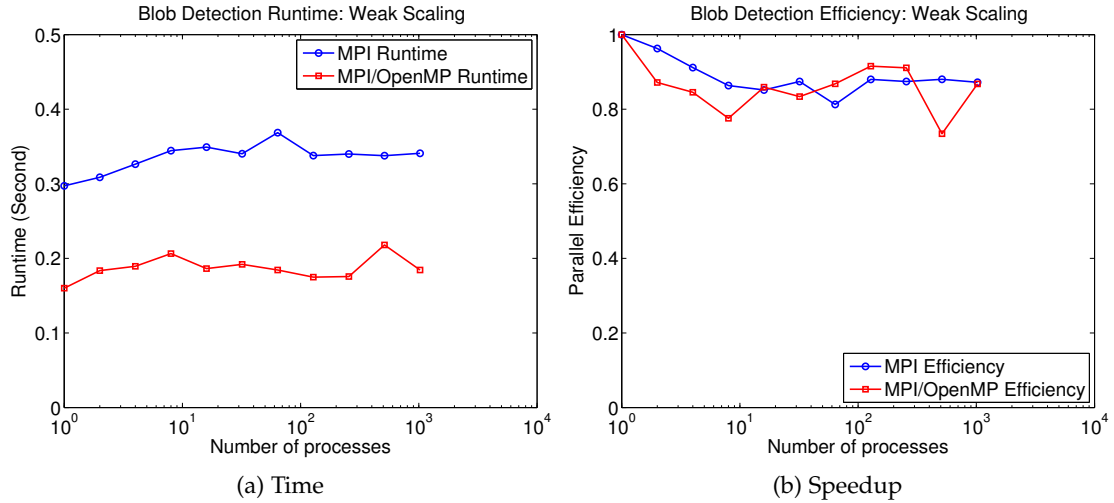 Blob Detection Runtime: Weak Scaling
0.5
0.4
0.3
0.2
0.1
0
Runtime (Second)
MPI Runtime
MPI/OpenMP Runtime
10^0 10^1 10^2 10^3 10^4
Number of processes
(a) Time
Blob Detection Efficiency: Weak Scaling
1
0.8
0.6
0.4
0.2
0
Parallel Efficiency
MPI Efficiency
MPI/OpenMP Efficiency
10^0 10^1 10^2 10^3 10^4
Number of processes
(b) Speedup